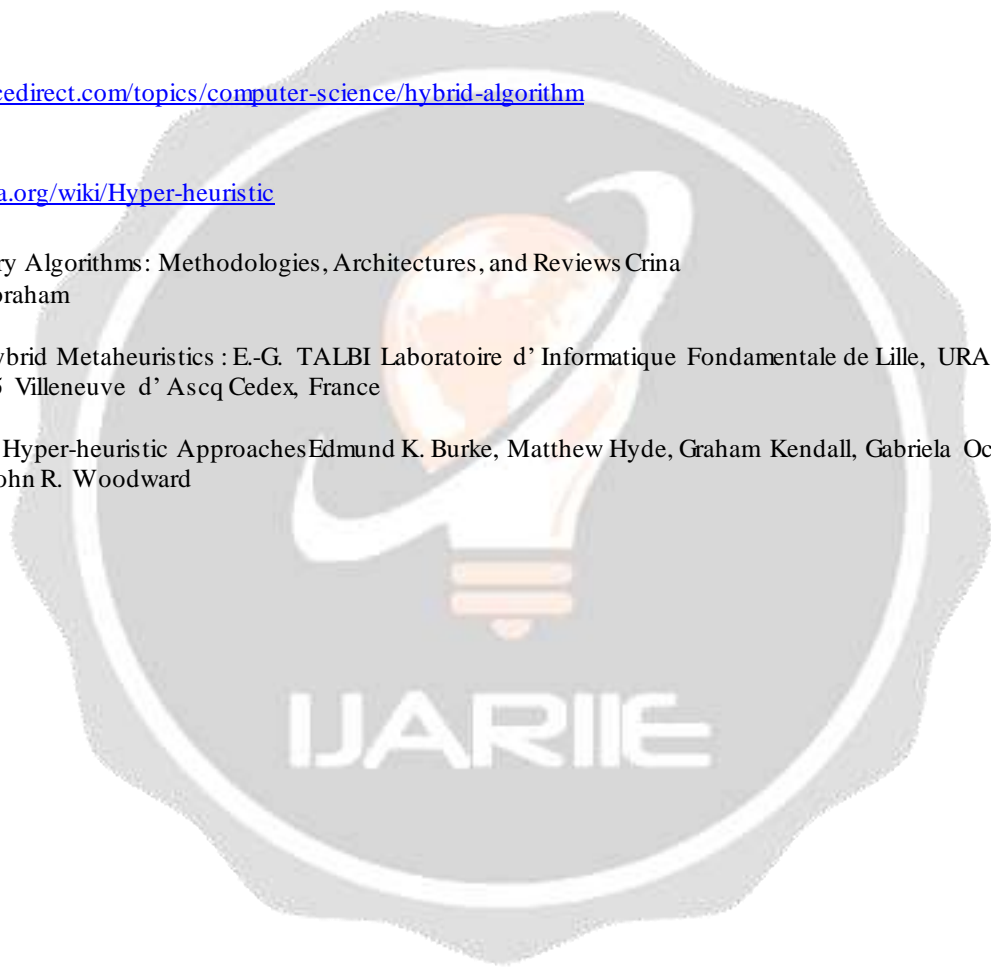 cedirect.com/topics/computer-science/hybrid-algorithm
a.org/wiki/Hyper-heuristic
ry Algorithms: Methodologies, Architectures, and Reviews Crina
braham
ybrid Metaheuristics : E.-G. TALBI Laboratoire d' Informatique Fondamentale de Lille, URA
Villeneuve d' Ascq Cedex, France
Hyper-heuristic Approaches Edmund K. Burke, Matthew Hyde, Graham Kendall, Gabriela Oc
ohn R. Woodward
IJARIIE